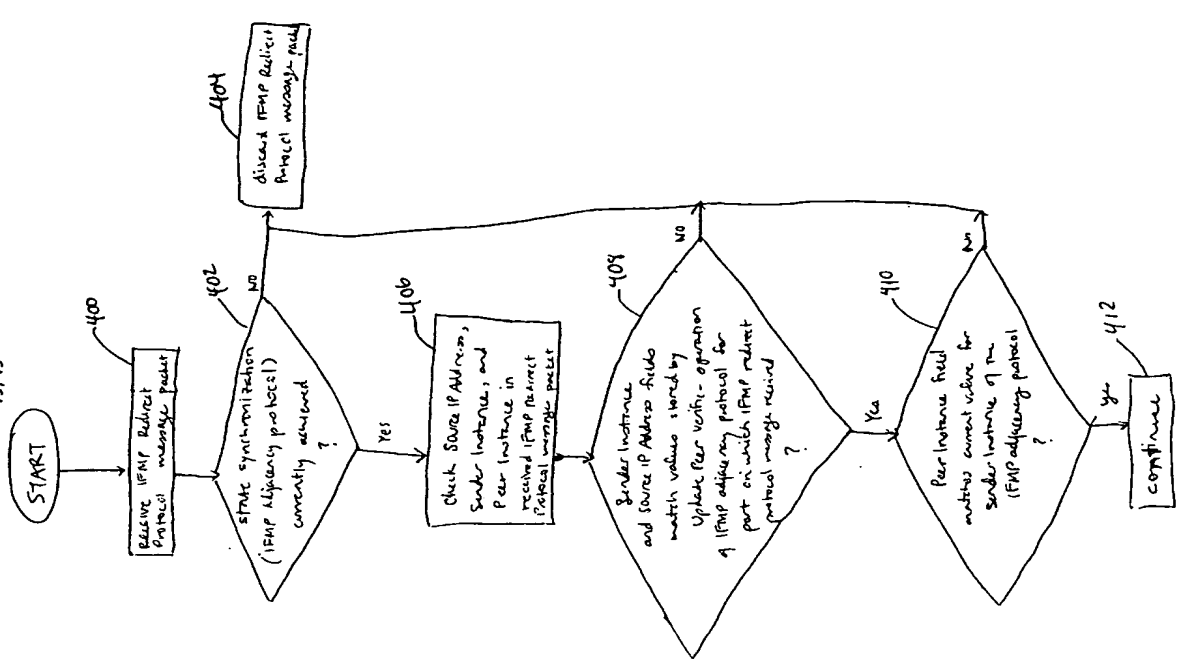 START
400
Receive IFMP Redirect
Protocol message packet
402
state synchronization
(IFMP Adjacency protocol)
currently achieved
?
NO
404
discard IFMP Redirect
Protocol message packet
Yes
406
Check Source IP Address,
Sender Instance, and
Peer Instance in
received IFMP Redirect
Protocol message packet
408
Sender Instance
and Source IP Address fields
match values stored by
Update Peer Verifier operation
of IFMP adjacency protocol for
port on which IFMP redirect
protocol message received
?
NO
Yes
410
Peer Instance field
matches current value for
Sender Instance of the
IFMP adjacency protocol
?
No
yes
412
continue